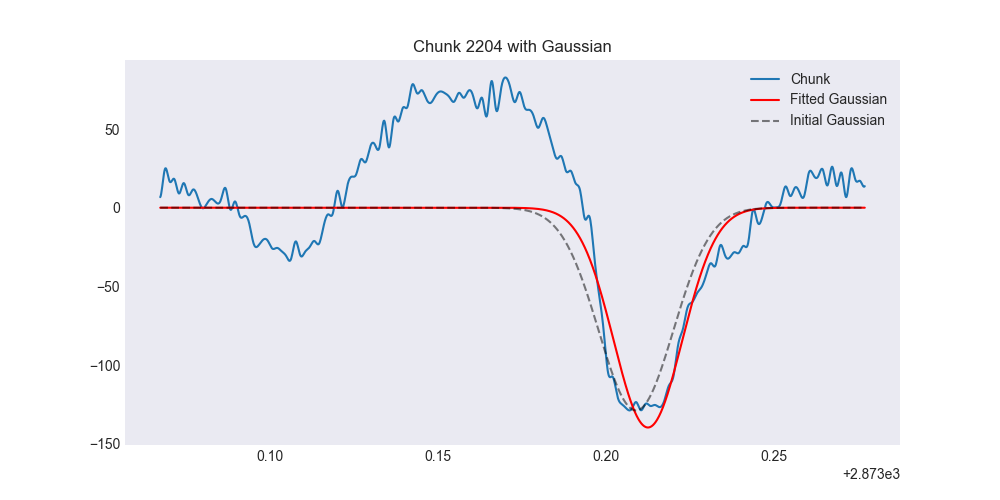 Chunk 2204 with Gaussian
Chunk
Fitted Gaussian
Initial Gaussian
50
0
−50
−100
−150
0.10
0.15
0.20
0.25
+2.873e3